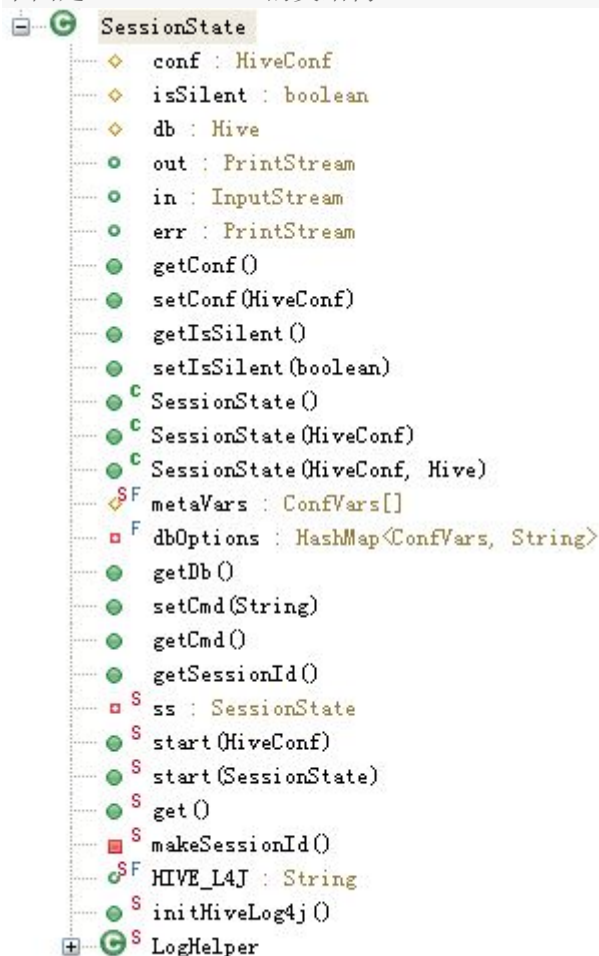 SessionState
conf : HiveConf
isSilent : boolean
db : Hive
out : PrintStream
in : InputStream
err : PrintStream
getConf()
setConf(HiveConf)
getIsSilent()
setIsSilent(boolean)
C SessionState()
C SessionState(HiveConf)
C SessionState(HiveConf, Hive)
S F metaVars : ConfVars[]
F dbOptions : HashMap<ConfVars, String>
getDb()
setCmd(String)
getCmd()
getSessionId()
S ss : SessionState
S start(HiveConf)
S start(SessionState)
S get()
S makeSessionId()
S F HIVE_L4J : String
S initHiveLog4j()
S LogHelper